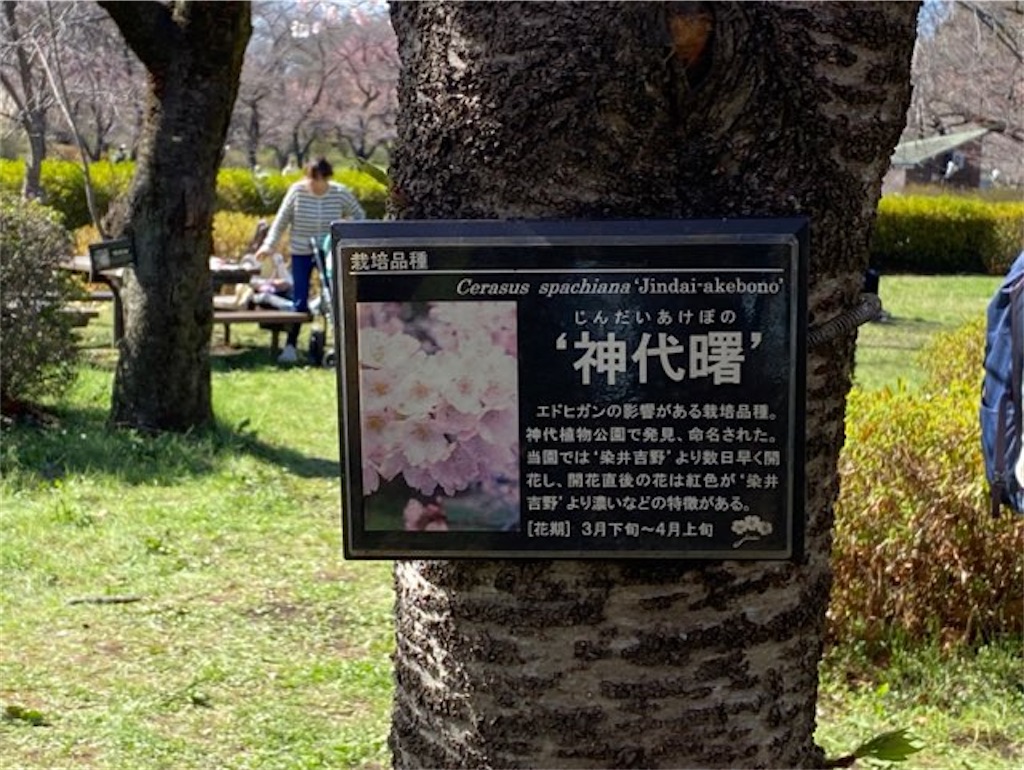 栽培品種
Cerasus spachiana ‘Jindai-akebono’
じんだいあけぼの
‘神代曙’
エドヒガンの影響がある栽培品種。
神代植物公園で発見、命名された。
当園では‘染井吉野’より数日早く開
花し、開花直後の花は紅色が‘染井
吉野’より濃いなどの特徴がある。
[花期] 3月下旬～4月上旬